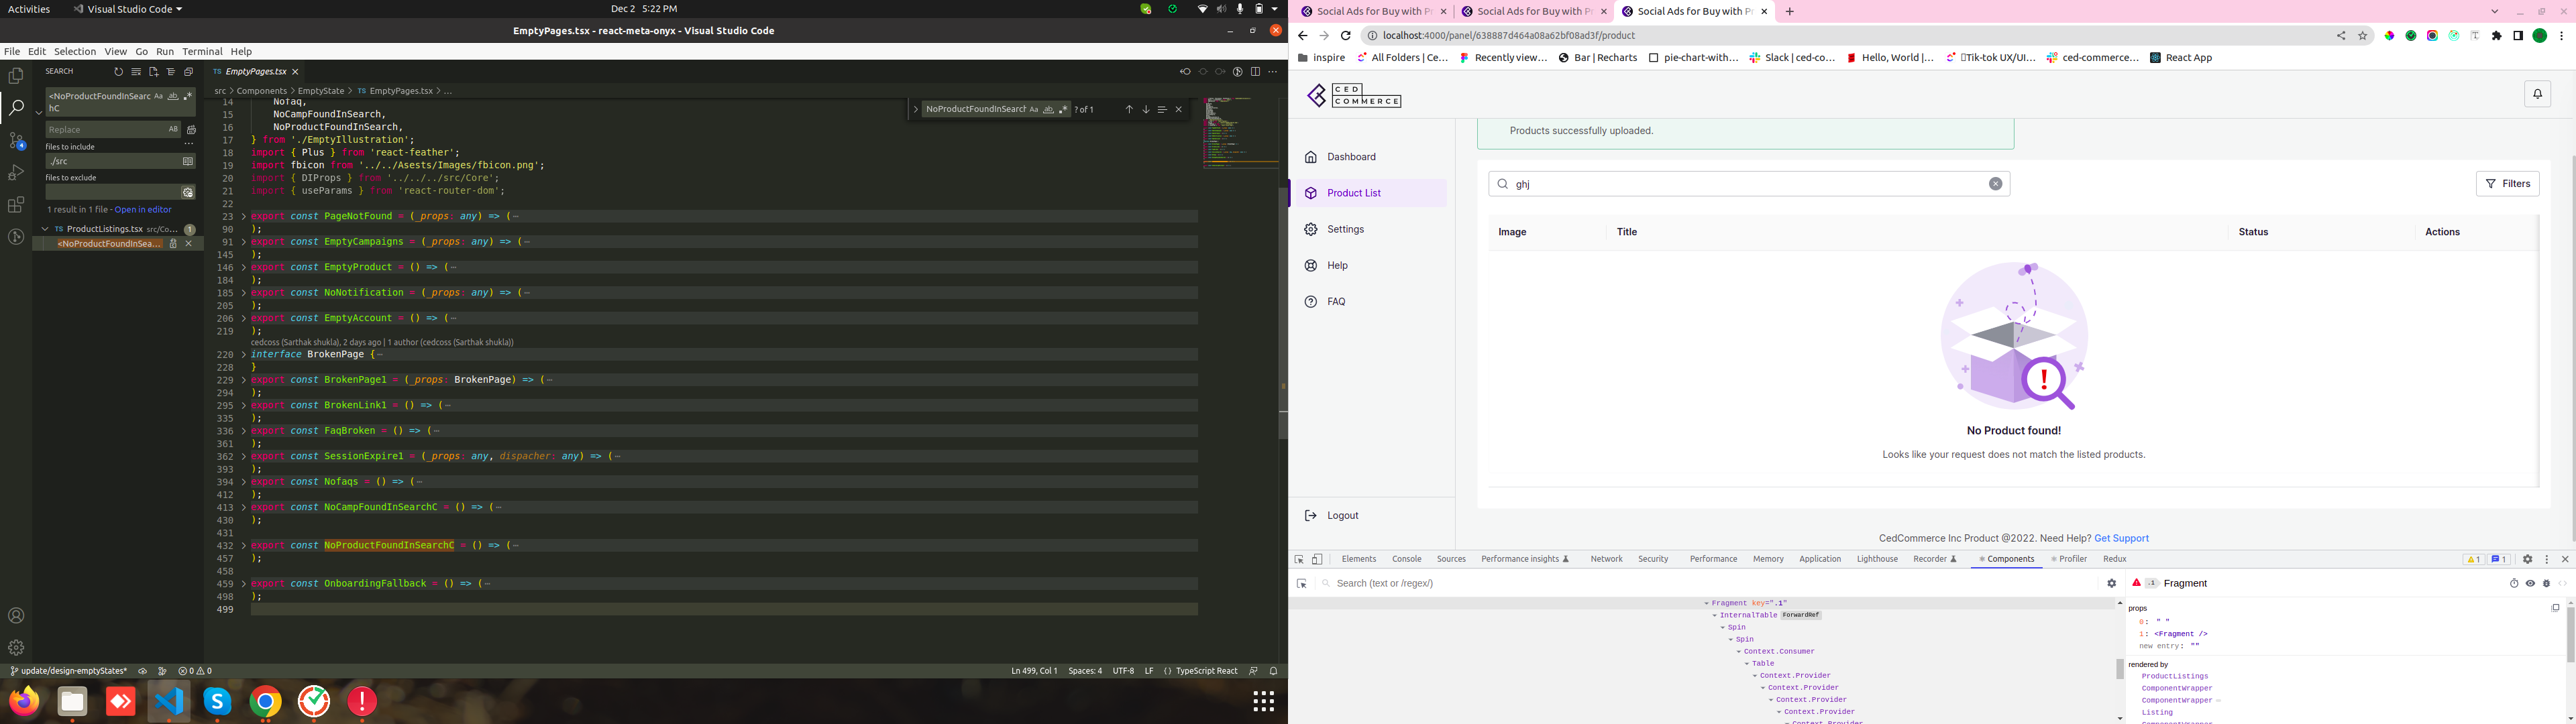 Activities
Visual Studio Code
Dec 2 5:22 PM
EmptyPages.tsx - react-meta-onyx - Visual Studio Code
File Edit Selection View Go Run Terminal Help
SEARCH
<NoProductFoundInSearc
hC
Replace
files to include
./src
files to exclude
1 result in 1 file - Open in editor
ProductListings.tsx src/Co... 1
<NoProductFoundInSea...
EmptyPages.tsx
src > Components > EmptyState > EmptyPages.tsx > ...
NoProductFoundInSearch
? of 1
14 Nofaq,
15 NoCampFoundInSearch,
16 NoProductFoundInSearch,
17 } from './EmptyIllustration';
18 import { Plus } from 'react-feather';
19 import fbicon from '../../Asests/Images/fbicon.png';
20 import { DIProps } from '../../../src/Core';
21 import { useParams } from 'react-router-dom';
22
23 export const PageNotFound = (_props: any) => (···
90 );
91 export const EmptyCampaigns = (_props: any) => (···
145 );
146 export const EmptyProduct = () => (···
184 );
185 export const NoNotification = (_props: any) => (···
205 );
206 export const EmptyAccount = () => (···
219 );
cedcoss (Sarthak shukla), 2 days ago | 1 author (cedcoss (Sarthak shukla))
220 interface BrokenPage {···
228 }
229 export const BrokenPage1 = (_props: BrokenPage) => (···
294 );
295 export const BrokenLink1 = () => (···
335 );
336 export const FaqBroken = () => (···
361 );
362 export const SessionExpire1 = (_props: any, dispacher: any) => (···
393 );
394 export const Nofaqs = () => (···
412 );
413 export const NoCampFoundInSearchC = () => (···
430 );
431
432 export const NoProductFoundInSearchC = () => (···
457 );
458
459 export const OnboardingFallback = () => (···
498 );
499
update/design-emptyStates*
0 0
Ln 499, Col 1 Spaces: 4 UTF-8 LF TypeScript React
Social Ads for Buy with Pr
Social Ads for Buy with Pr
Social Ads for Buy with Pr
localhost:4000/panel/638887d464a08a62bf08ad3f/product
inspire
All Folders | Ce...
Recently view...
Bar | Recharts
pie-chart-with...
Slack | ced-co...
Hello, World |...
Tik-tok UX/UI...
ced-commerce...
React App
CED
COMMERCE
Dashboard
Product List
Settings
Help
FAQ
Logout
Products successfully uploaded.
ghj
Filters
Image Title Status Actions
No Product found!
Looks like your request does not match the listed products.
CedCommerce Inc Product @2022. Need Help? Get Support
Elements Console Sources Performance insights Network Security Performance Memory Application Lighthouse Recorder Components Profiler Redux
1 1
Search (text or /regex/)
Fragment key=".1"
InternalTable ForwardRef
Spin
Spin
Context.Consumer
Table
Context.Provider
Context.Provider
Context.Provider
Context.Provider
Context.Provider
.1 Fragment
props
0: " "
1: <Fragment />
new entry: ""
rendered by
ProductListings
ComponentWrapper
ComponentWrapper
Listing
ComponentWrapper